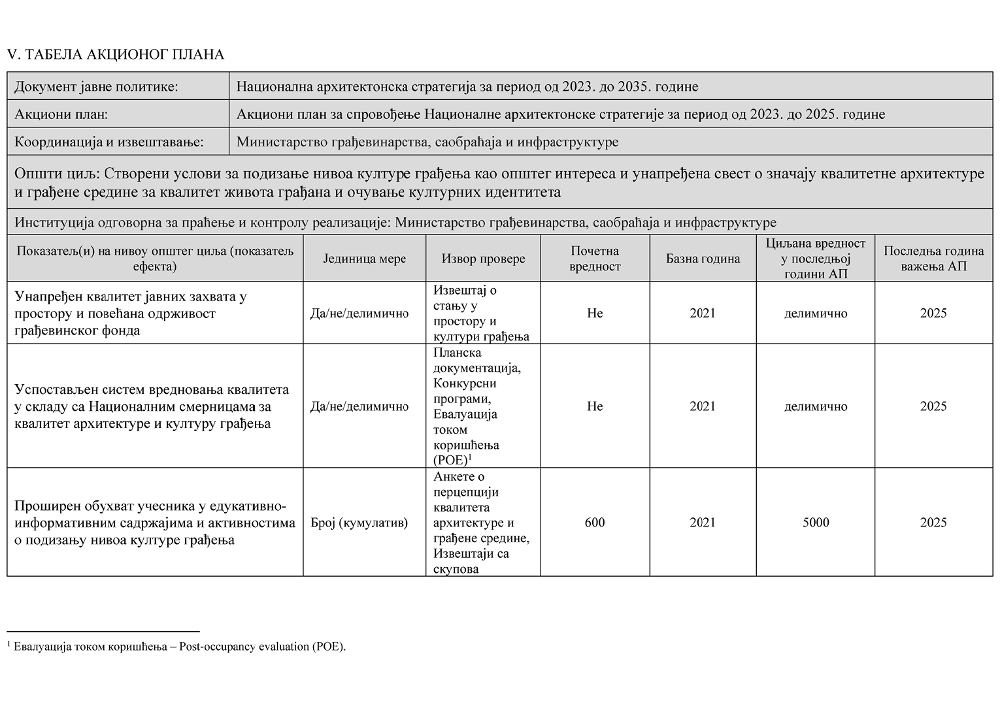 V. ТАБЕЛА АКЦИОНОГ ПЛАНА
Документ јавне политике:
Национална архитектонска стратегија за период од 2023. до 2035. године
Акциони план:
Акциони план за спровођење Националне архитектонске стратегије за период од 2023. до 2025. године
Координација и извештавање:
Министарство грађевинарства, саобраћаја и инфраструктуре
Општи циљ: Створени услови за подизање нивоа културе грађења као општег интереса и унапређена свест о значају квалитетне архитектуре
и грађене средине за квалитет живота грађана и очување културних идентитета
Институција одговорна за праћење и контролу реализације: Министарство грађевинарства, саобраћаја и инфраструктуре
Показатељ(и) на нивоу општег циља (показатељ
ефекта)
Јединица мере
Извор провере
Почетна
вредност
Базна година
Циљана вредност
у последњој
години АП
Последња година
важења АП
Унапређен квалитет јавних захвата у
простору и повећана одрживост
грађевинског фонда
Да/не/делимично
Извештај о
стању у
простору и
култури грађења
Не
2021
делимично
2025
Успостављен систем вредновања квалитета
у складу са Националним смерницама за
квалитет архитектуре и културу грађења
Да/не/делимично
Планска
документација,
Конкурсни
програми,
Евалуација
током
коришћења
(POE)¹
Не
2021
делимично
2025
Проширен обухват учесника у едукативно-
информативним садржајима и активностима
о подизању нивоа културе грађења
Број (кумулатив)
Анкете о
перцепцији
квалитета
архитектуре и
грађене средине,
Извештаји са
скупова
600
2021
5000
2025
¹ Евалуација током коришћења – Post-occupancy evaluation (POE).